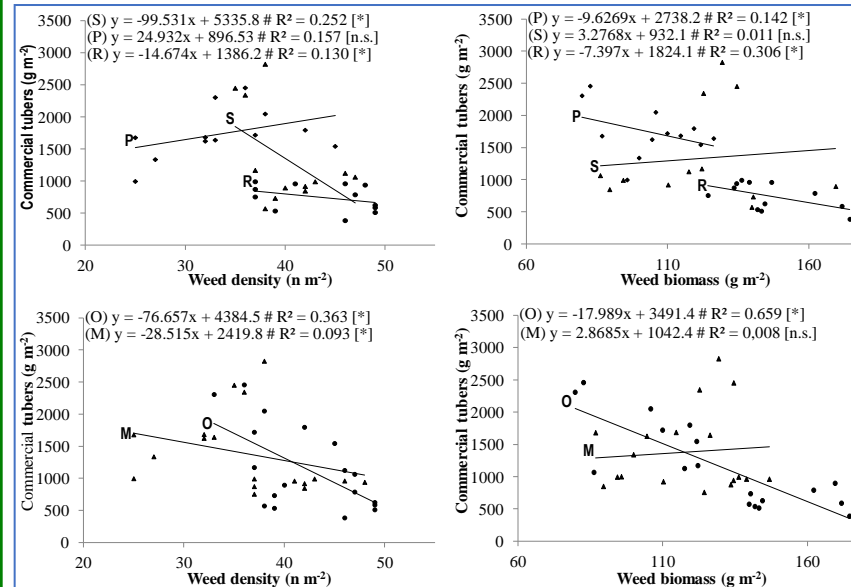 (S) y = -99.531x + 5335.8 # R² = 0.252 [*]
(P) y = 24.932x + 896.53 # R² = 0.157 [n.s.]
(R) y = -14.674x + 1386.2 # R² = 0.130 [*]
Commercial tubers (g m⁻²)
3500
3000
2500
2000
1500
1000
500
0
P
S
R
20 30 40 50
Weed density (n m⁻²)
(P) y = -9.6269x + 2738.2 # R² = 0.142 [*]
(S) y = 3.2768x + 932.1 # R² = 0.011 [n.s.]
(R) y = -7.397x + 1824.1 # R² = 0.306 [*]
Commercial tubers (g m⁻²)
3500
3000
2500
2000
1500
1000
500
0
P
S
R
60 110 160
Weed biomass (g m⁻²)
(O) y = -76.657x + 4384.5 # R² = 0.363 [*]
(M) y = -28.515x + 2419.8 # R² = 0.093 [*]
Commercial tubers (g m⁻²)
3500
3000
2500
2000
1500
1000
500
0
M
O
20 30 40 50
Weed density (n m⁻²)
(O) y = -17.989x + 3491.4 # R² = 0.659 [*]
(M) y = 2.8685x + 1042.4 # R² = 0,008 [n.s.]
Commercial tubers (g m⁻²)
3500
3000
2500
2000
1500
1000
500
0
O
M
60 110 160
Weed biomass (g m⁻²)